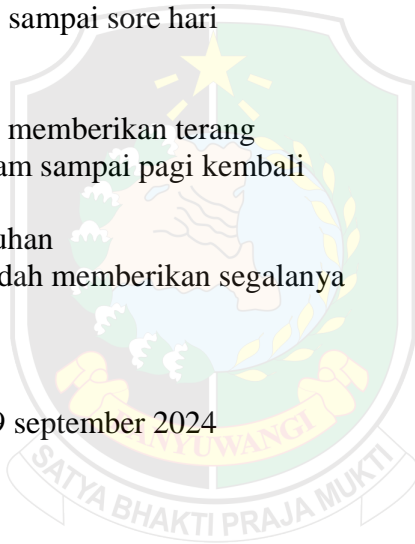 sampai sore hari
memberikan terang
am sampai pagi kembali
uhan
dah memberikan segalanya
9 september 2024
BANYUWANGI
SATYA BHAKTI PRAJA MUKTI